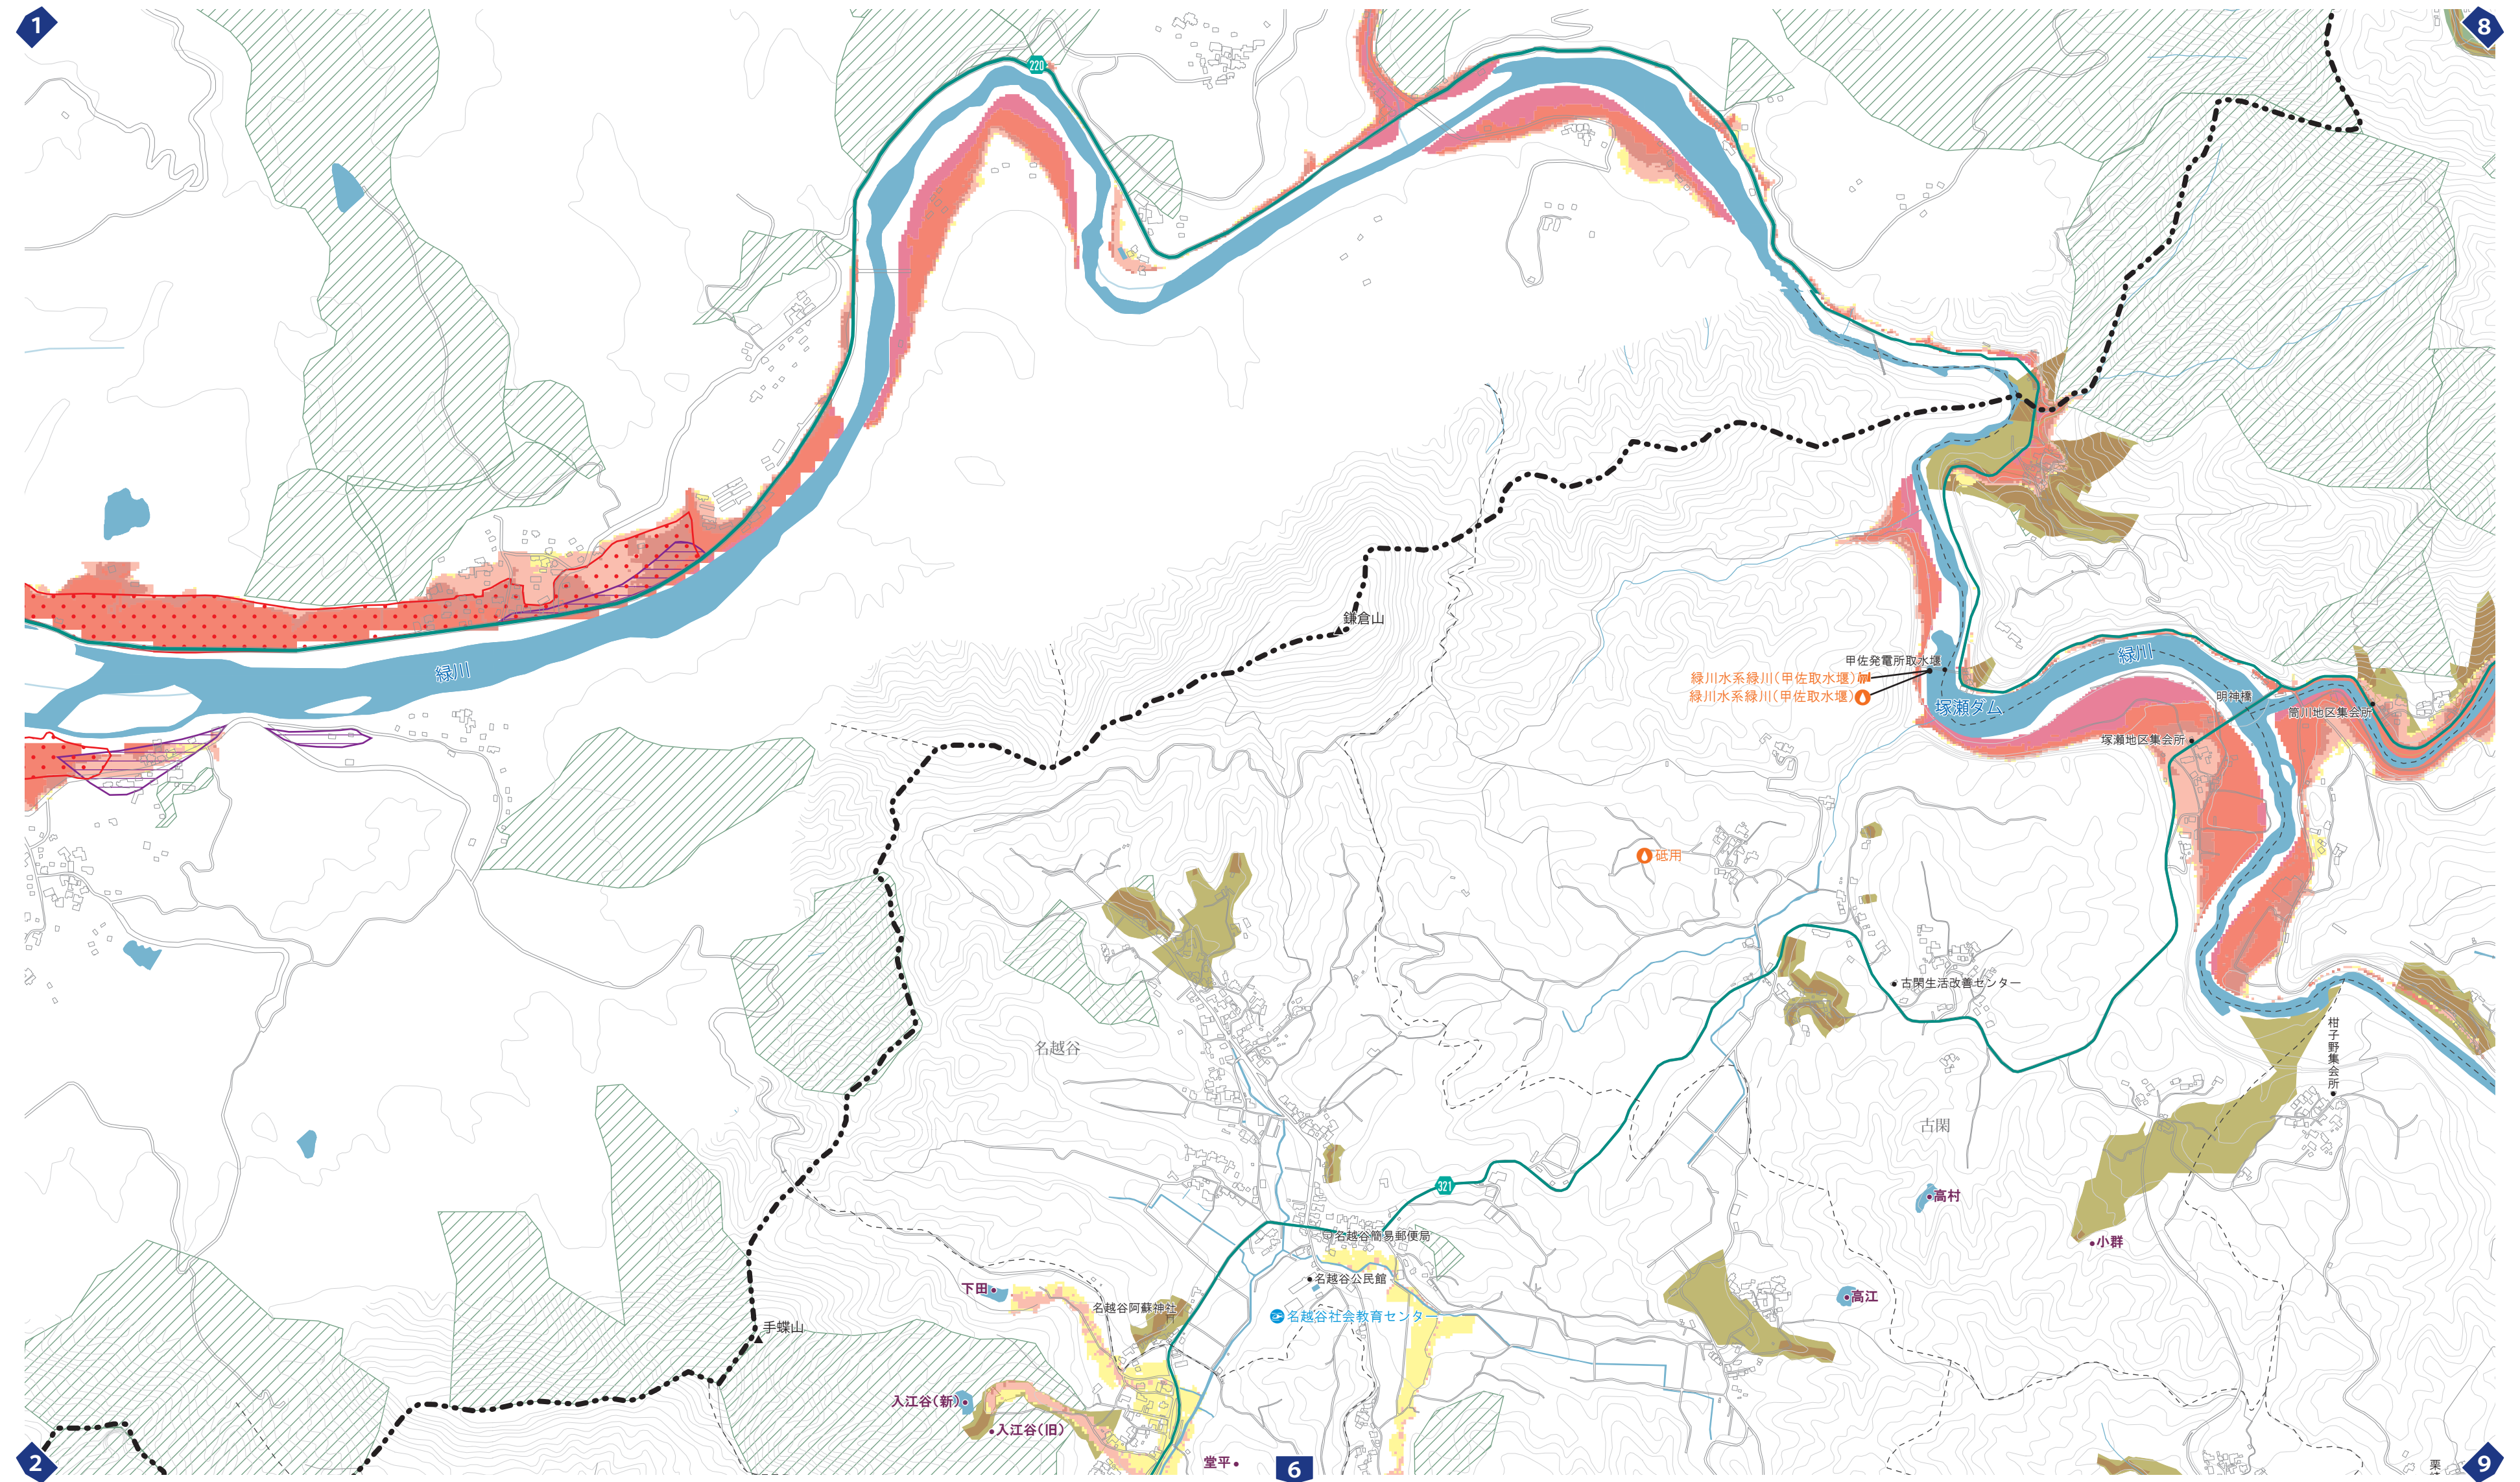 1
8
220
鎌倉山
緑川
甲佐発電所取水堰
緑川水系緑川(甲佐取水堰)
緑川水系緑川(甲佐取水堰)
塚瀬ダム
緑川
明神橋
筒川地区集会所
塚瀬地区集会所
砥用
古閑生活改善センター
柑子野集会所
名越谷
古閑
321
高村
小群
名越谷簡易郵便局
名越谷公民館
名越谷社会教育センター
下田
名越谷阿蘇神社
高江
手蝶山
入江谷(新)
入江谷(旧)
堂平
2
6
9
栗